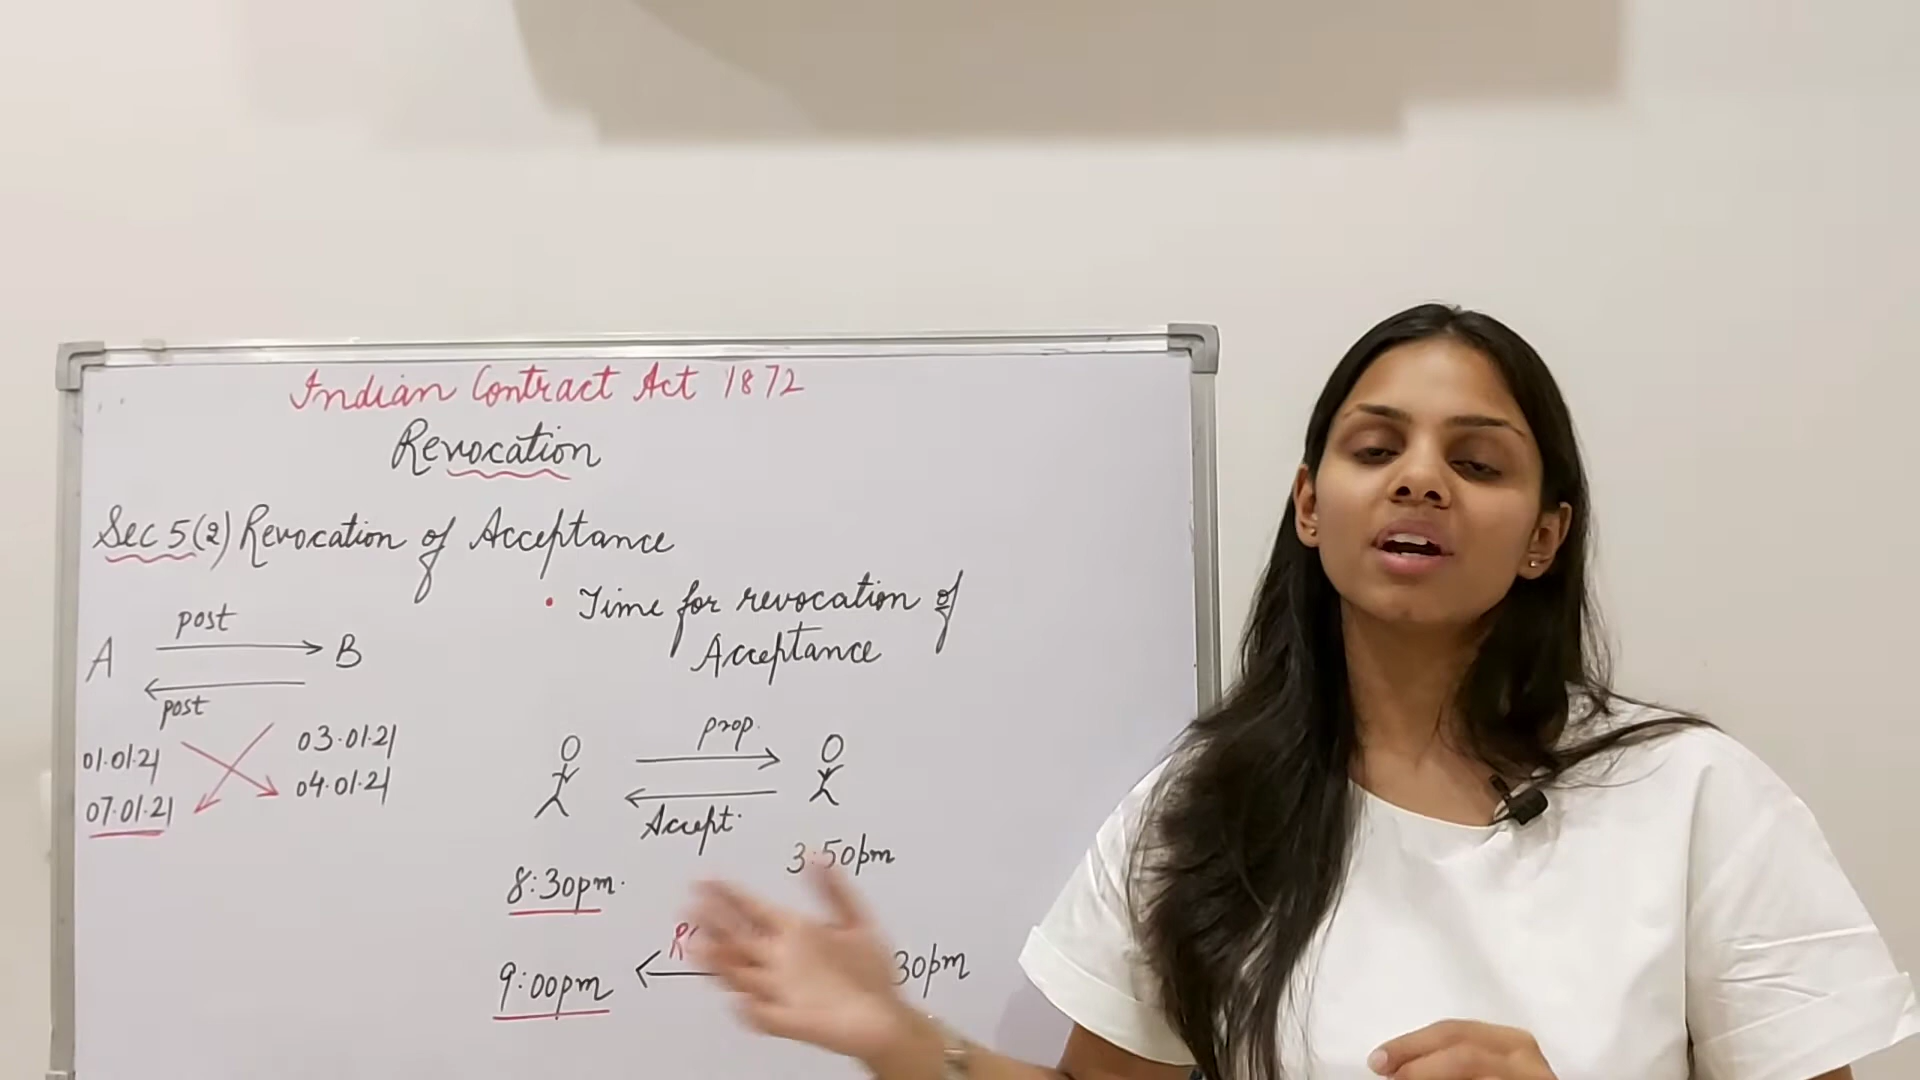 Indian Contract Act 1872
Revocation
Sec 5(2) Revocation of Acceptance
• Time for revocation of
Acceptance
A post B
post
01.01.21 03.01.21
07.01.21 04.01.21
prop.
Accept.
3:50pm
8:30pm.
9:00pm 30pm